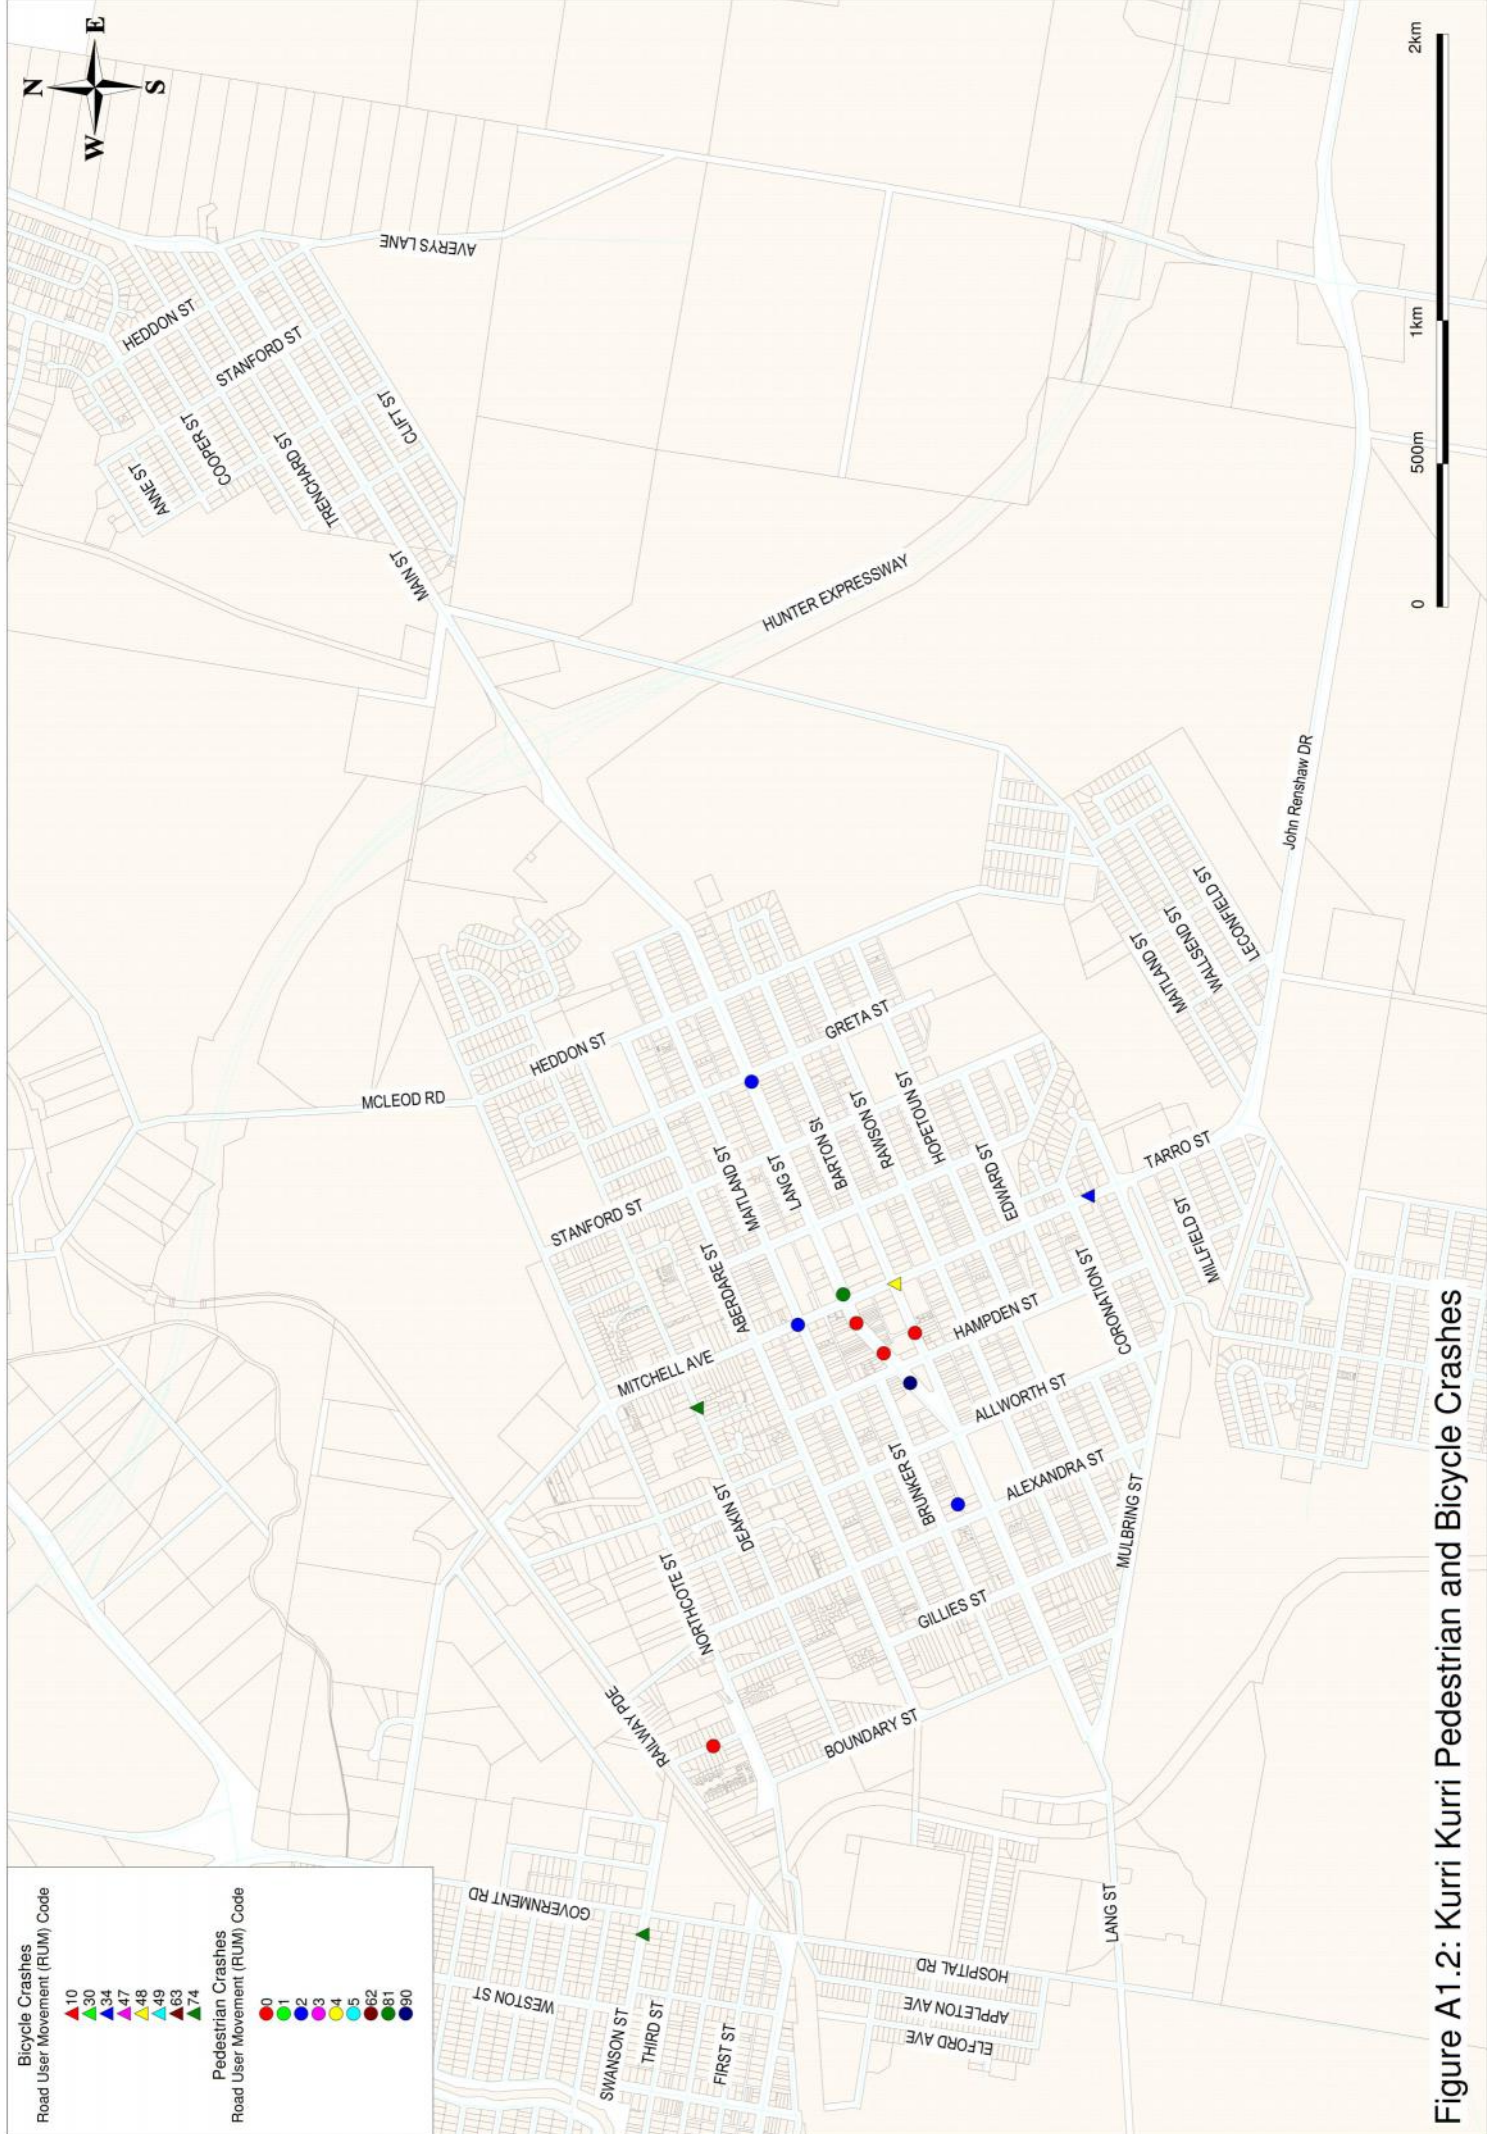 Bicycle Crashes
Road User Movement (RUM) Code
10
30
34
47
48
49
63
74
Pedestrian Crashes
Road User Movement (RUM) Code
0
1
2
3
4
5
62
81
90
N
W
E
S
HEDDON ST
STANFORD ST
AVERYS LANE
ANNE ST
COOPER ST
TRENCHARD ST
CLIFT ST
MAIN ST
HUNTER EXPRESSWAY
MCLEOD RD
HEDDON ST
GRETA ST
STANFORD ST
MAITLAND ST
LANG ST
BARTON St
RAWSON ST
HOPETOUN ST
EDWARD ST
ABERDARE ST
MITCHELL AVE
HAMPDEN ST
CORONATION ST
TARRO ST
MILLFIELD ST
MAITLAND ST
WALLSEND ST
LECONFIELD ST
John Renshaw DR
DEAKIN ST
NORTHCOTE ST
BRUNKER ST
ALLWORTH ST
ALEXANDRA ST
GILLIES ST
MULBRING ST
RAILWAY PDE
BOUNDARY ST
GOVERNMENT RD
WESTON ST
SWANSON ST
THIRD ST
FIRST ST
HOSPITAL RD
APPLETON AVE
ELFORD AVE
LANG ST
0
500m
1km
2km
Figure A1.2: Kurri Kurri Pedestrian and Bicycle Crashes